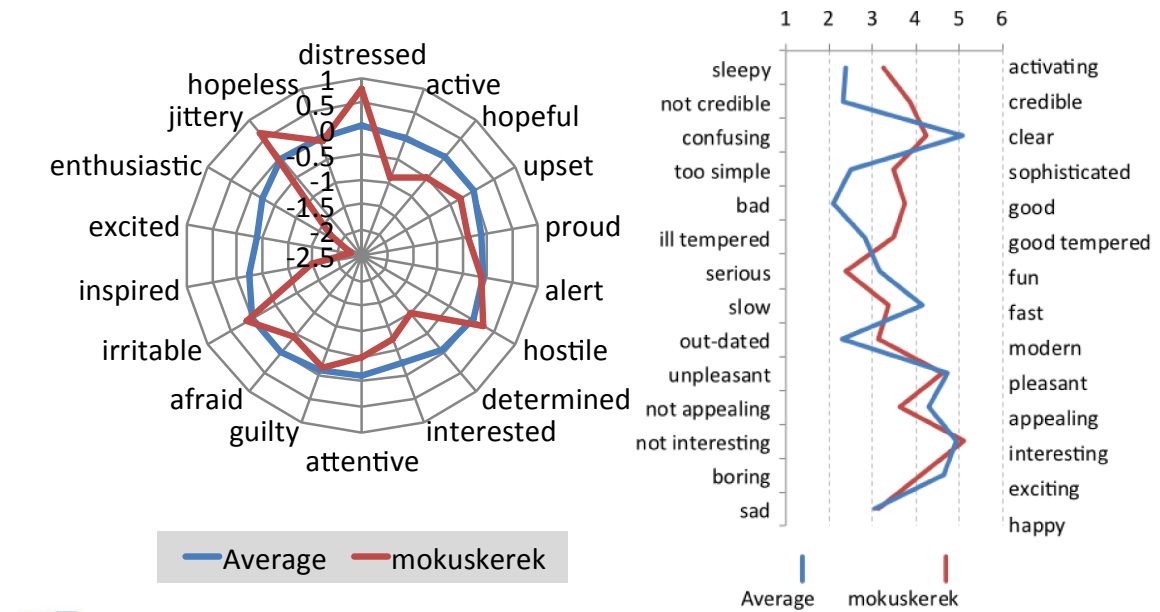 distressed
active
hopeful
upset
proud
alert
hostile
determined
interested
attentive
guilty
afraid
irritable
inspired
excited
enthusiastic
jittery
hopeless
1
0.5
0
-0.5
-1
-1.5
-2
-2.5
Average mokuskerek
1 2 3 4 5 6
sleepy activating
not credible credible
confusing clear
too simple sophisticated
bad good
ill tempered good tempered
serious fun
slow fast
out-dated modern
unpleasant pleasant
not appealing appealing
not interesting interesting
boring exciting
sad happy
Average mokuskerek